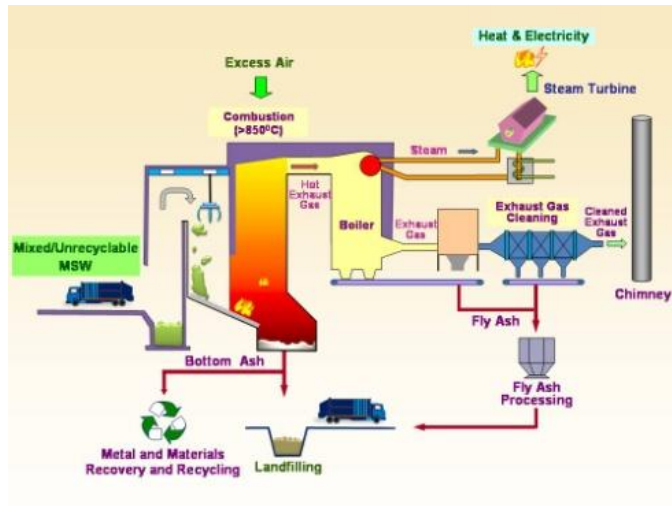 Heat & Electricity
Excess Air
Steam Turbine
Combustion
(>850⁰C)
Steam
Hot
Exhaust
Gas
Boiler
Exhaust
Gas
Exhaust Gas
Cleaning
Cleaned
Exhaust
Gas
Mixed/Unrecyclable
MSW
Chimney
Fly Ash
Bottom Ash
Fly Ash
Processing
Metal and Materials
Recovery and Recycling
Landfilling